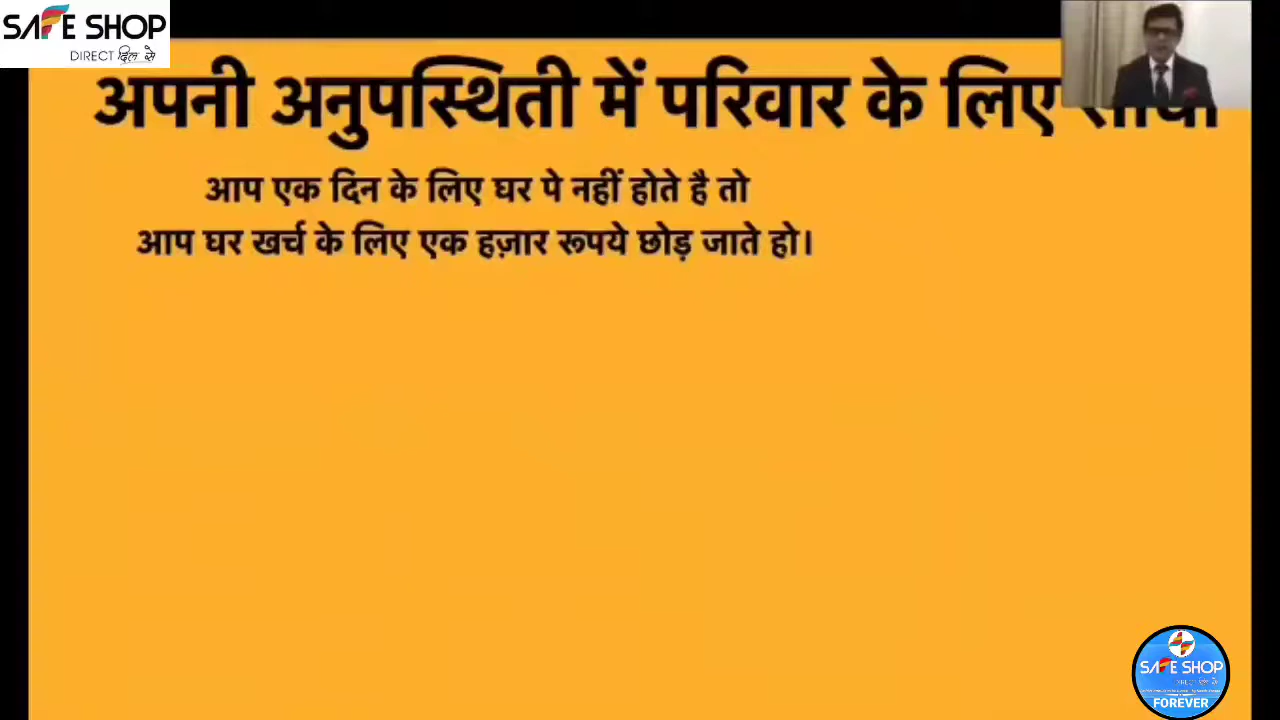 SAFE SHOP
DIRECT दिल से
अपनी अनुपस्थिती में परिवार के लिए
आप एक दिन के लिए घर पे नहीं होते है तो
आप घर खर्च के लिए एक हज़ार रूपये छोड़ जाते हो।
SAFE SHOP
DIRECT दिल से
FOREVER